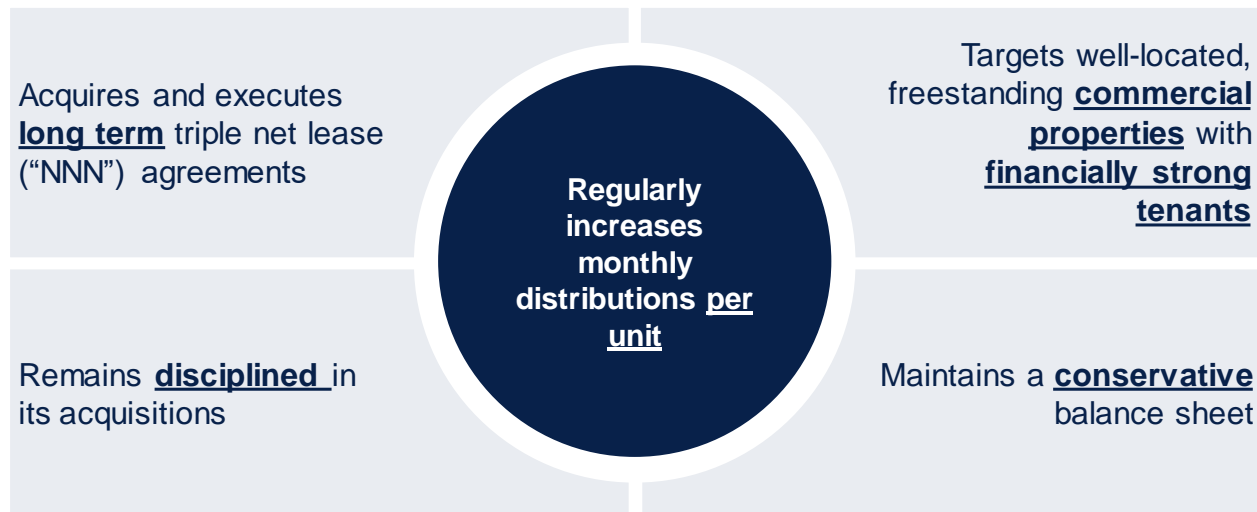 Acquires and executes
long term triple net lease
(“NNN”) agreements
Targets well-located,
freestanding commercial
properties with
financially strong
tenants
Regularly
increases
monthly
distributions per
unit
Remains disciplined in
its acquisitions
Maintains a conservative
balance sheet